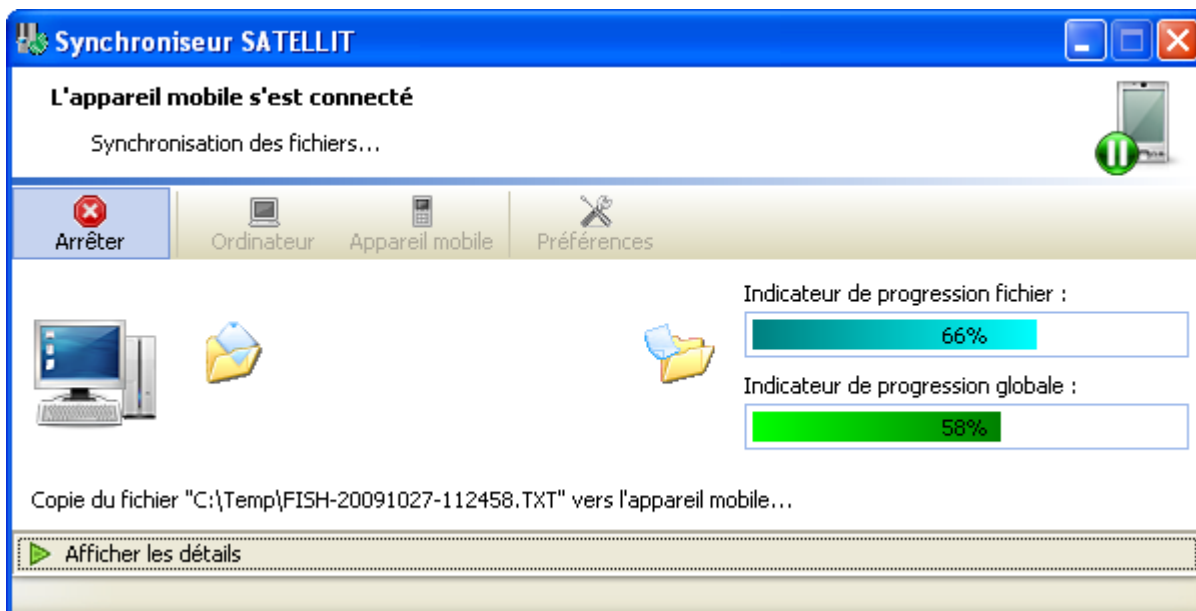 Synchroniseur SATELLIT
L'appareil mobile s'est connecté
Synchronisation des fichiers...
Arrêter
Ordinateur
Appareil mobile
Préférences
Indicateur de progression fichier :
66%
Indicateur de progression globale :
58%
Copie du fichier "C:\Temp\FISH-20091027-112458.TXT" vers l'appareil mobile...
Afficher les détails